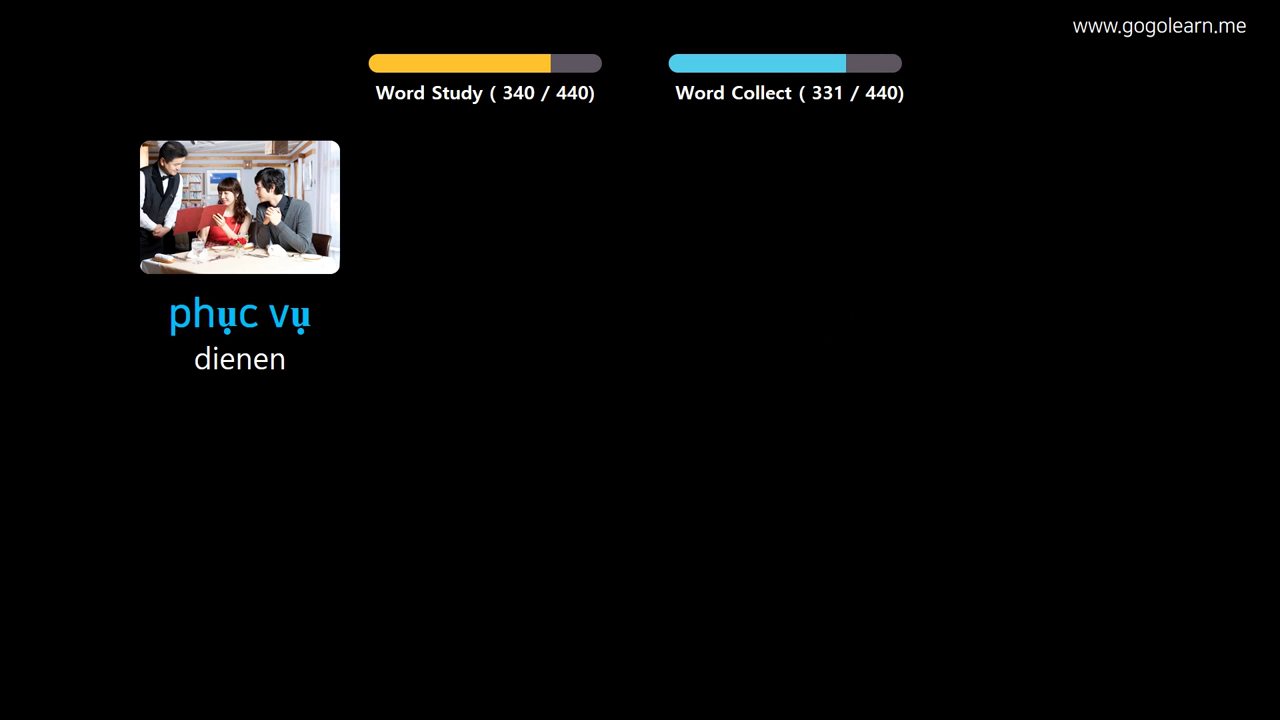 www.gogolearn.me
Word Study ( 340 / 440)
Word Collect ( 331 / 440)
phục vụ
dienen